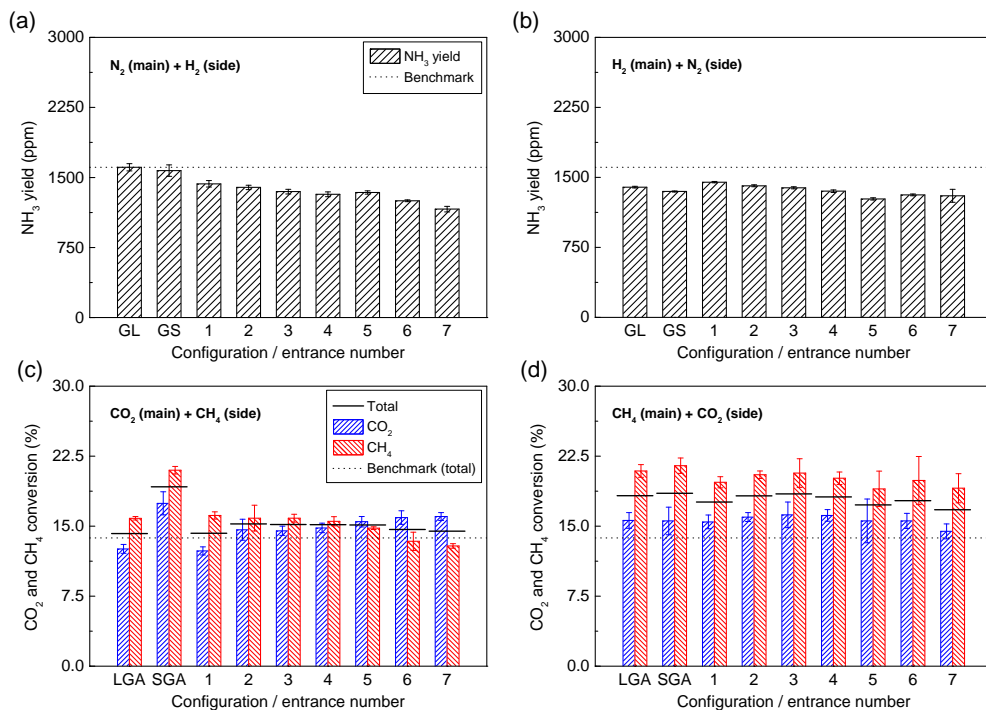 (a)
3000
2250
1500
750
0
NH₃ yield (ppm)
N₂ (main) + H₂ (side)
NH₃ yield
Benchmark
GL GS 1 2 3 4 5 6 7
Configuration / entrance number
(b)
3000
2250
1500
750
0
NH₃ yield (ppm)
H₂ (main) + N₂ (side)
GL GS 1 2 3 4 5 6 7
Configuration / entrance number
(c)
30.0
22.5
15.0
7.5
0.0
CO₂ and CH₄ conversion (%)
CO₂ (main) + CH₄ (side)
Total
CO₂
CH₄
Benchmark (total)
LGA SGA 1 2 3 4 5 6 7
Configuration / entrance number
(d)
30.0
22.5
15.0
7.5
0.0
CO₂ and CH₄ conversion (%)
CH₄ (main) + CO₂ (side)
LGA SGA 1 2 3 4 5 6 7
Configuration / entrance number